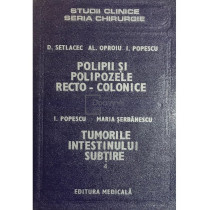 STUDII CLINICE
SERIA CHIRURGIE
D. SETLACEC AL. OPROIU I. POPESCU
POLIPII ȘI
POLIPOZELE
RECTO-COLONICE
I. POPESCU MARIA ȘERBĂNESCU
TUMORILE
INTESTINULUI
SUBȚIRE
4
EDITURA MEDICALĂ